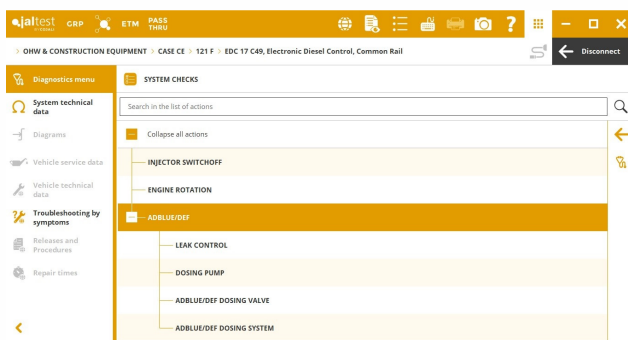 jaltest GRP ETM PASS
THRU
> OHW & CONSTRUCTION EQUIPMENT > CASE CE > 121 F > EDC 17 C49, Electronic Diesel Control, Common Rail
Disconnect
Diagnostics menu
SYSTEM CHECKS
System technical
data
Search in the list of actions
Diagrams
Collapse all actions
Vehicle service data
INJECTOR SWITCHOFF
Vehicle technical
data
ENGINE ROTATION
Troubleshooting by
symptoms
ADBLUE/DEF
Releases and
Procedures
LEAK CONTROL
Repair times
DOSING PUMP
ADBLUE/DEF DOSING VALVE
ADBLUE/DEF DOSING SYSTEM